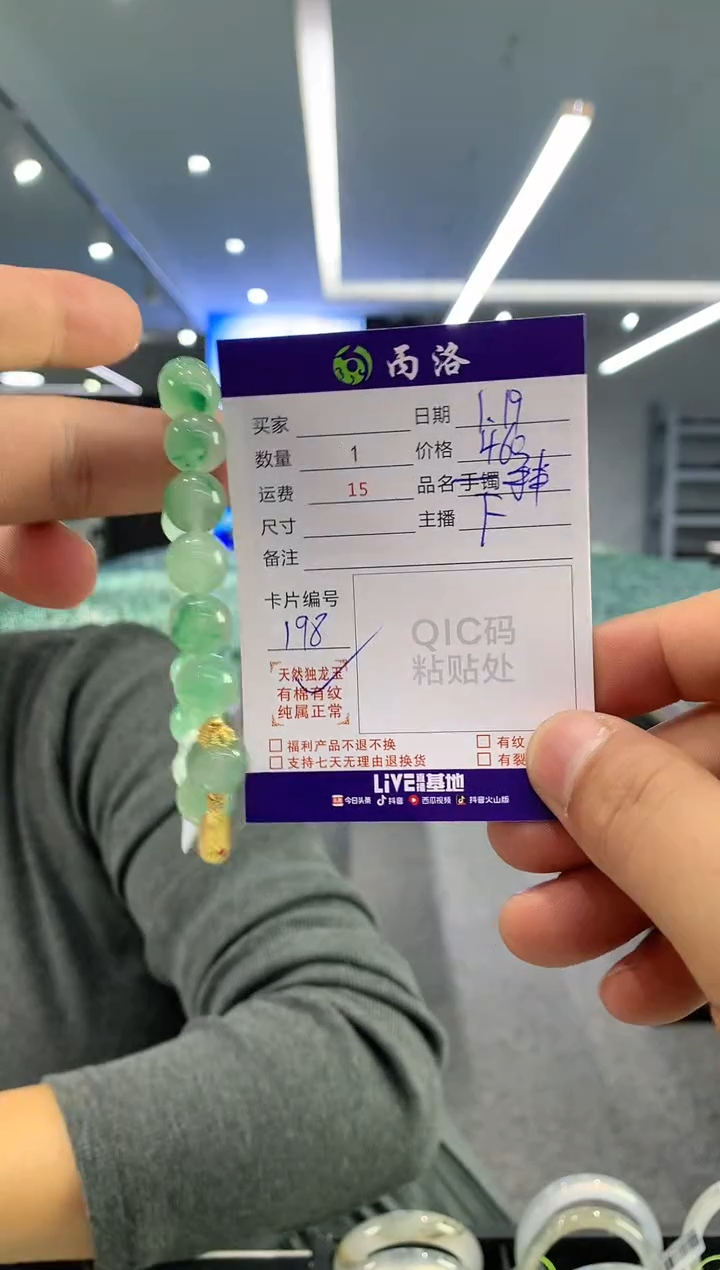 丙洛
买家 日期 1.19
数量 1 价格 460
运费 15 品名 手镯
尺寸 主播 卞
备注
卡片编号
198
QIC码
粘贴处
天然独龙玉
有棉有纹
纯属正常
福利产品不退不换 有纹
支持七天无理由退换货 有裂
LiVE直播基地
今日头条 抖音 西瓜视频 抖音火山版